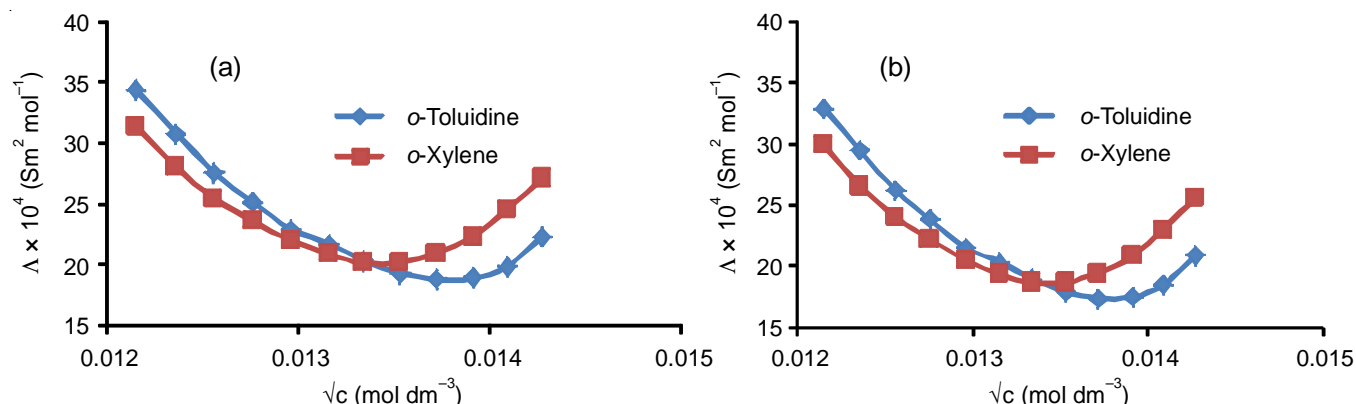 (a)
40
35
30
25
20
15
Λ × 10⁴ (Sm² mol⁻¹)
o-Toluidine
o-Xylene
0.012 0.013 0.014 0.015
√c (mol dm⁻³)
(b)
40
35
30
25
20
15
Λ × 10⁴ (Sm² mol⁻¹)
o-Toluidine
o-Xylene
0.012 0.013 0.014 0.015
√c (mol dm⁻³)